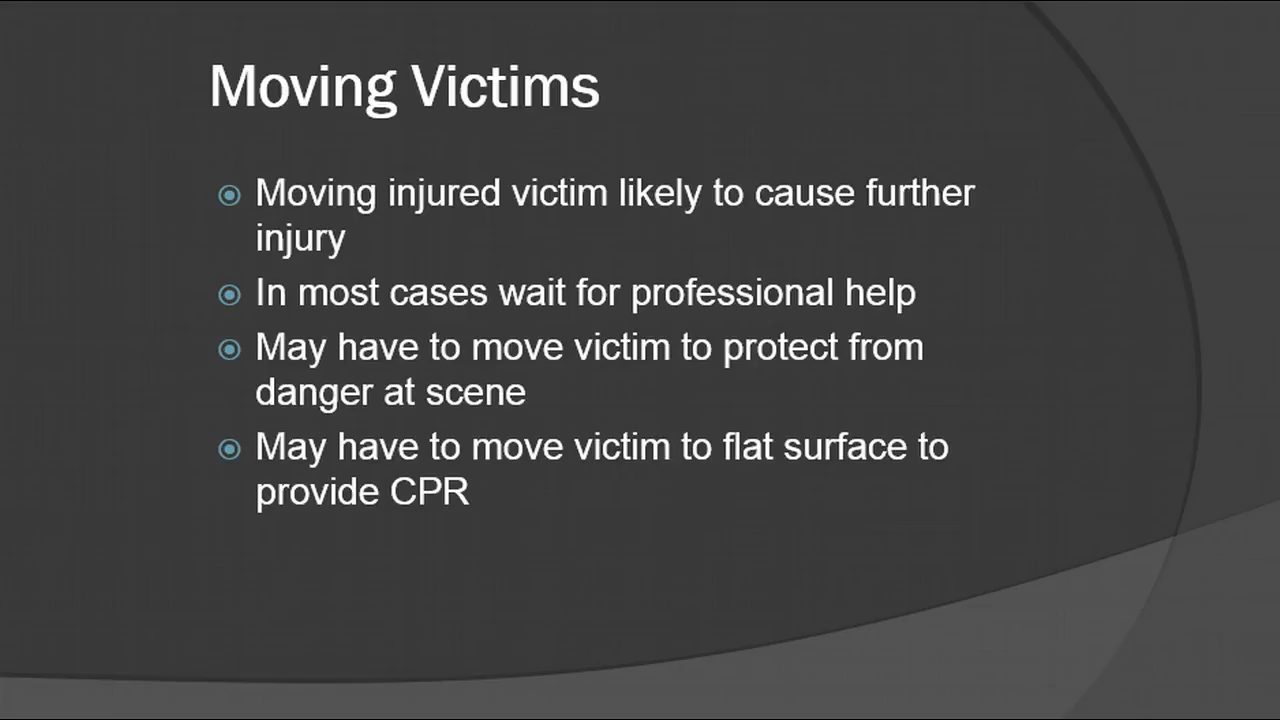 Moving Victims
Moving injured victim likely to cause further
injury
In most cases wait for professional help
May have to move victim to protect from
danger at scene
May have to move victim to flat surface to
provide CPR